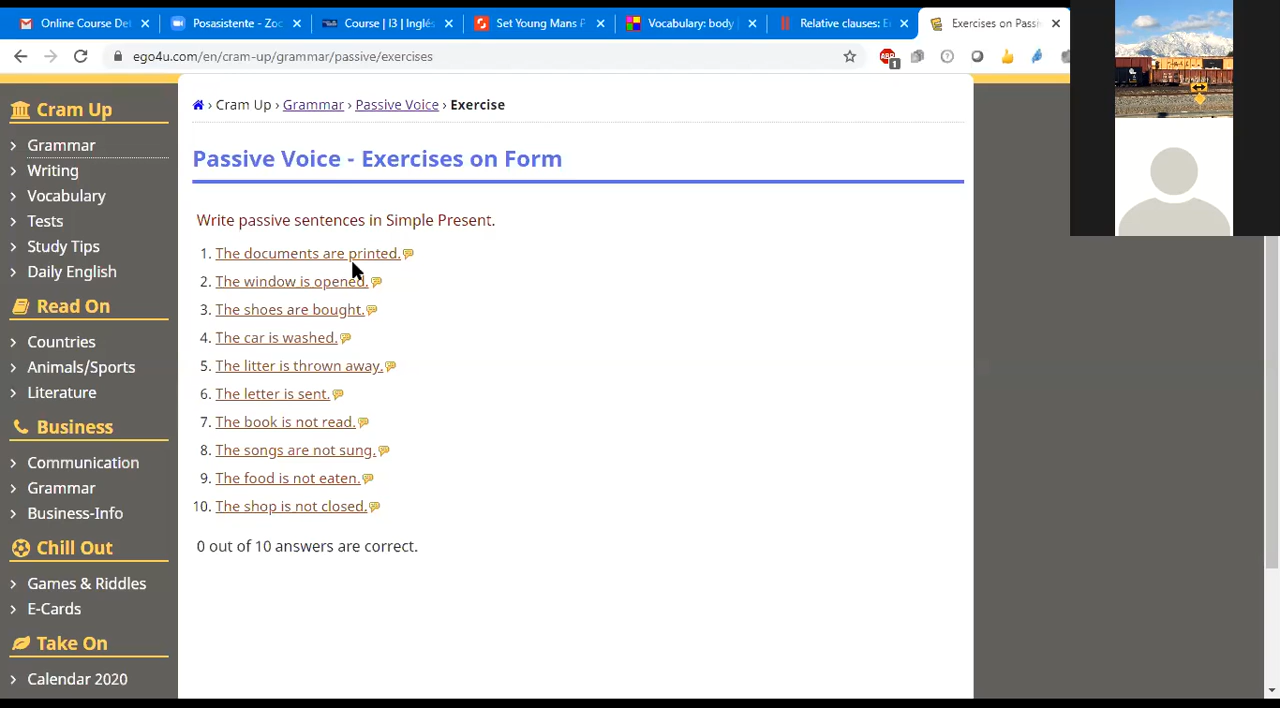 Online Course Det
Posasistente - Zoc
Course | I3 | Inglés
Set Young Mans P
Vocabulary: body
Relative clauses: E
Exercises on Passi
ego4u.com/en/cram-up/grammar/passive/exercises
1
Cram Up
Grammar
Writing
Vocabulary
Tests
Study Tips
Daily English
Read On
Countries
Animals/Sports
Literature
Business
Communication
Grammar
Business-Info
Chill Out
Games & Riddles
E-Cards
Take On
Calendar 2020
› Cram Up › Grammar › Passive Voice › Exercise
Passive Voice - Exercises on Form
Write passive sentences in Simple Present.
1. The documents are printed.
2. The window is opened.
3. The shoes are bought.
4. The car is washed.
5. The litter is thrown away.
6. The letter is sent.
7. The book is not read.
8. The songs are not sung.
9. The food is not eaten.
10. The shop is not closed.
0 out of 10 answers are correct.